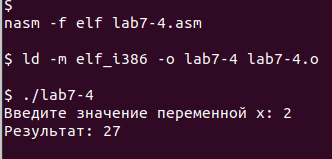 $
nasm -f elf lab7-4.asm
$ ld -m elf_i386 -o lab7-4 lab7-4.o
$ ./lab7-4
Введите значение переменной x: 2
Результат: 27